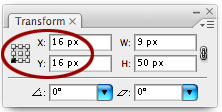 Transform ×
X: 16 px W: 9 px
Y: 16 px H: 50 px
0° 0°